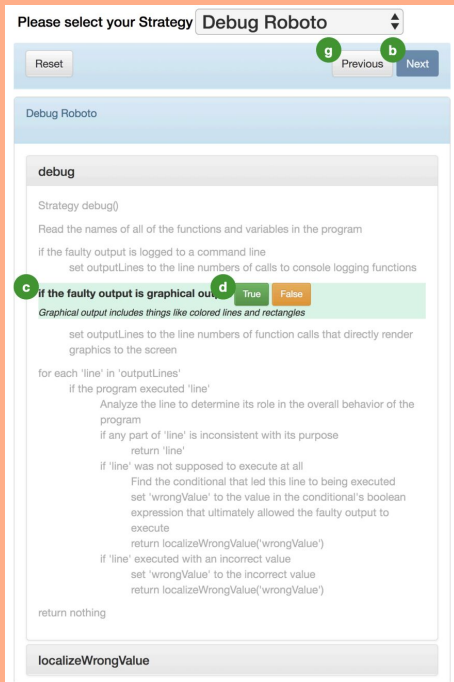 Please select your Strategy Debug Roboto
g b
Reset Previous Next
Debug Roboto
debug
Strategy debug()
Read the names of all of the functions and variables in the program
if the faulty output is logged to a command line
set outputLines to the line numbers of calls to console logging functions
c if the faulty output is graphical out d True False
Graphical output includes things like colored lines and rectangles
set outputLines to the line numbers of function calls that directly render
graphics to the screen
for each 'line' in 'outputLines'
if the program executed 'line'
Analyze the line to determine its role in the overall behavior of the
program
if any part of 'line' is inconsistent with its purpose
return 'line'
if 'line' was not supposed to execute at all
Find the conditional that led this line to being executed
set 'wrongValue' to the value in the conditional's boolean
expression that ultimately allowed the faulty output to
execute
return localizeWrongValue('wrongValue')
if 'line' executed with an incorrect value
set 'wrongValue' to the incorrect value
return localizeWrongValue('wrongValue')
return nothing
localizeWrongValue